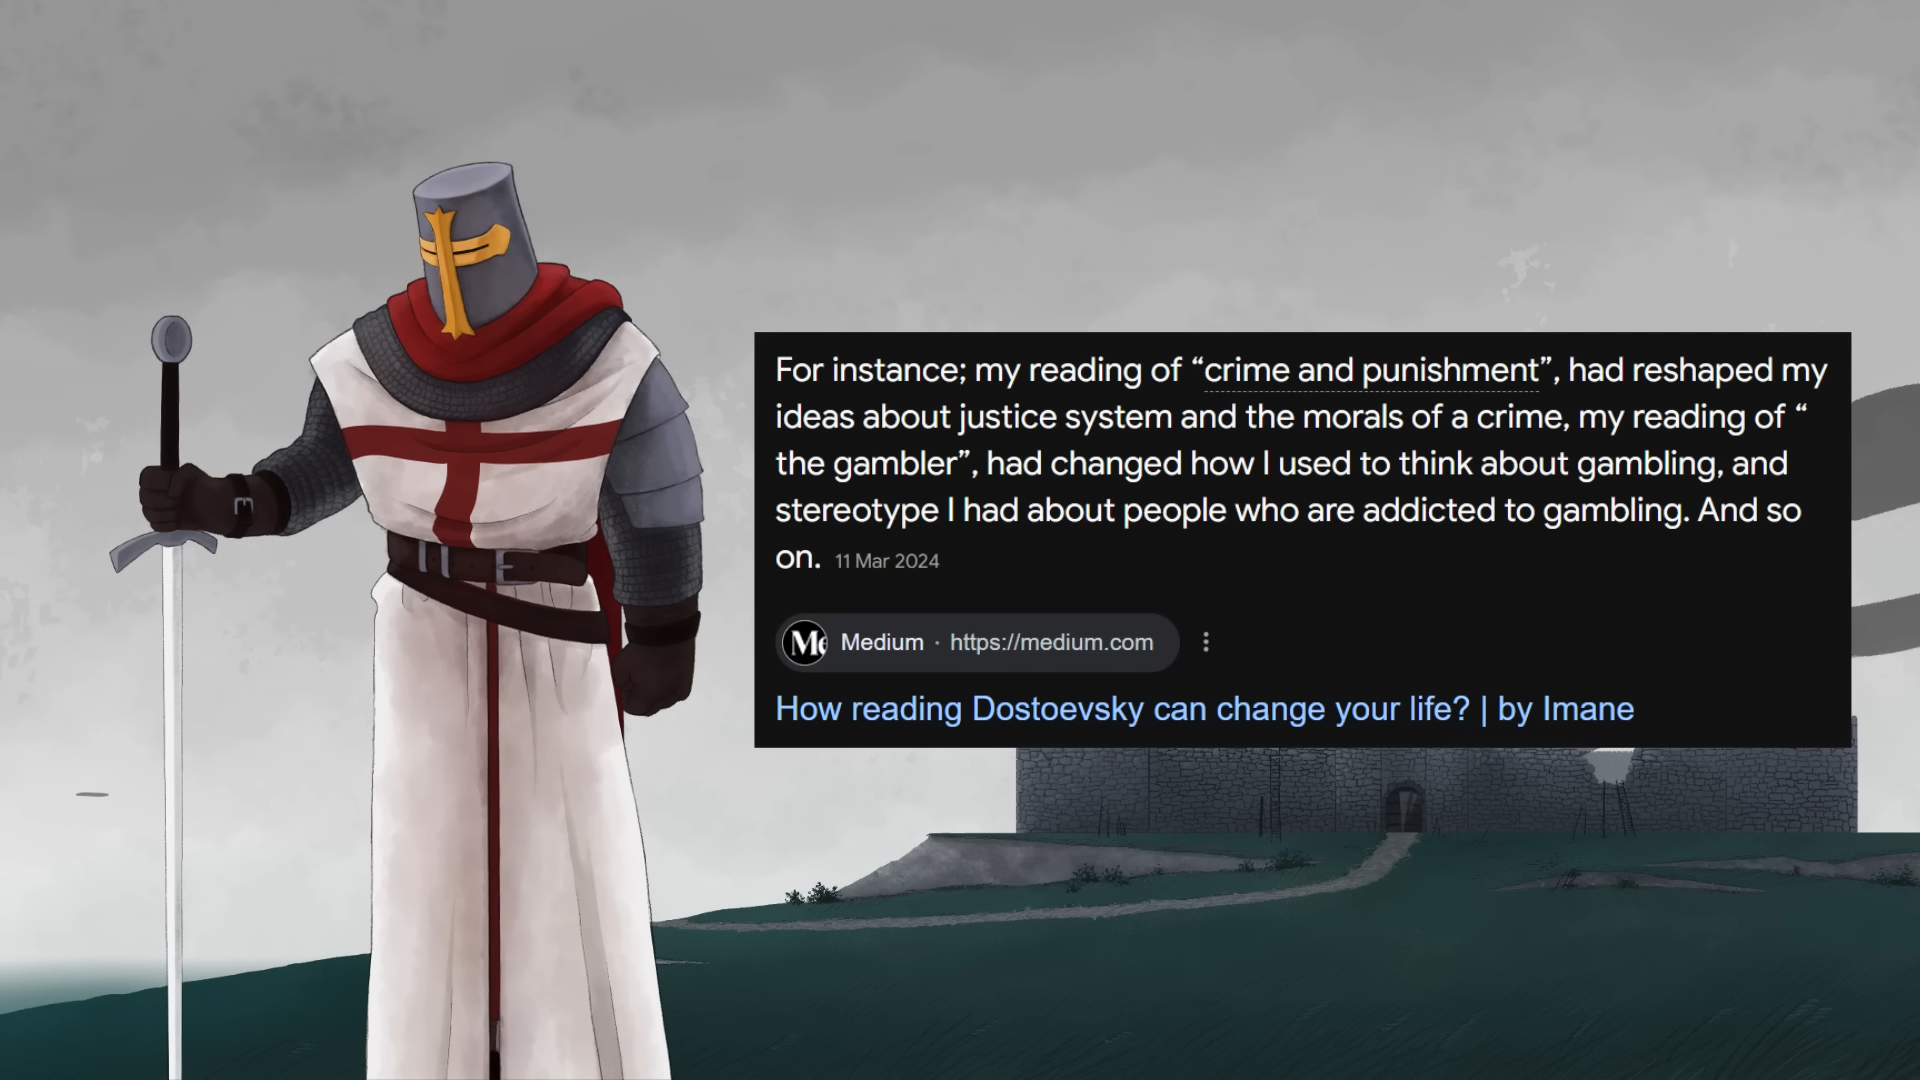 For instance; my reading of “crime and punishment”, had reshaped my
ideas about justice system and the morals of a crime, my reading of “
the gambler”, had changed how I used to think about gambling, and
stereotype I had about people who are addicted to gambling. And so
on. 11 Mar 2024
Me Medium · https://medium.com
How reading Dostoevsky can change your life? | by Imane